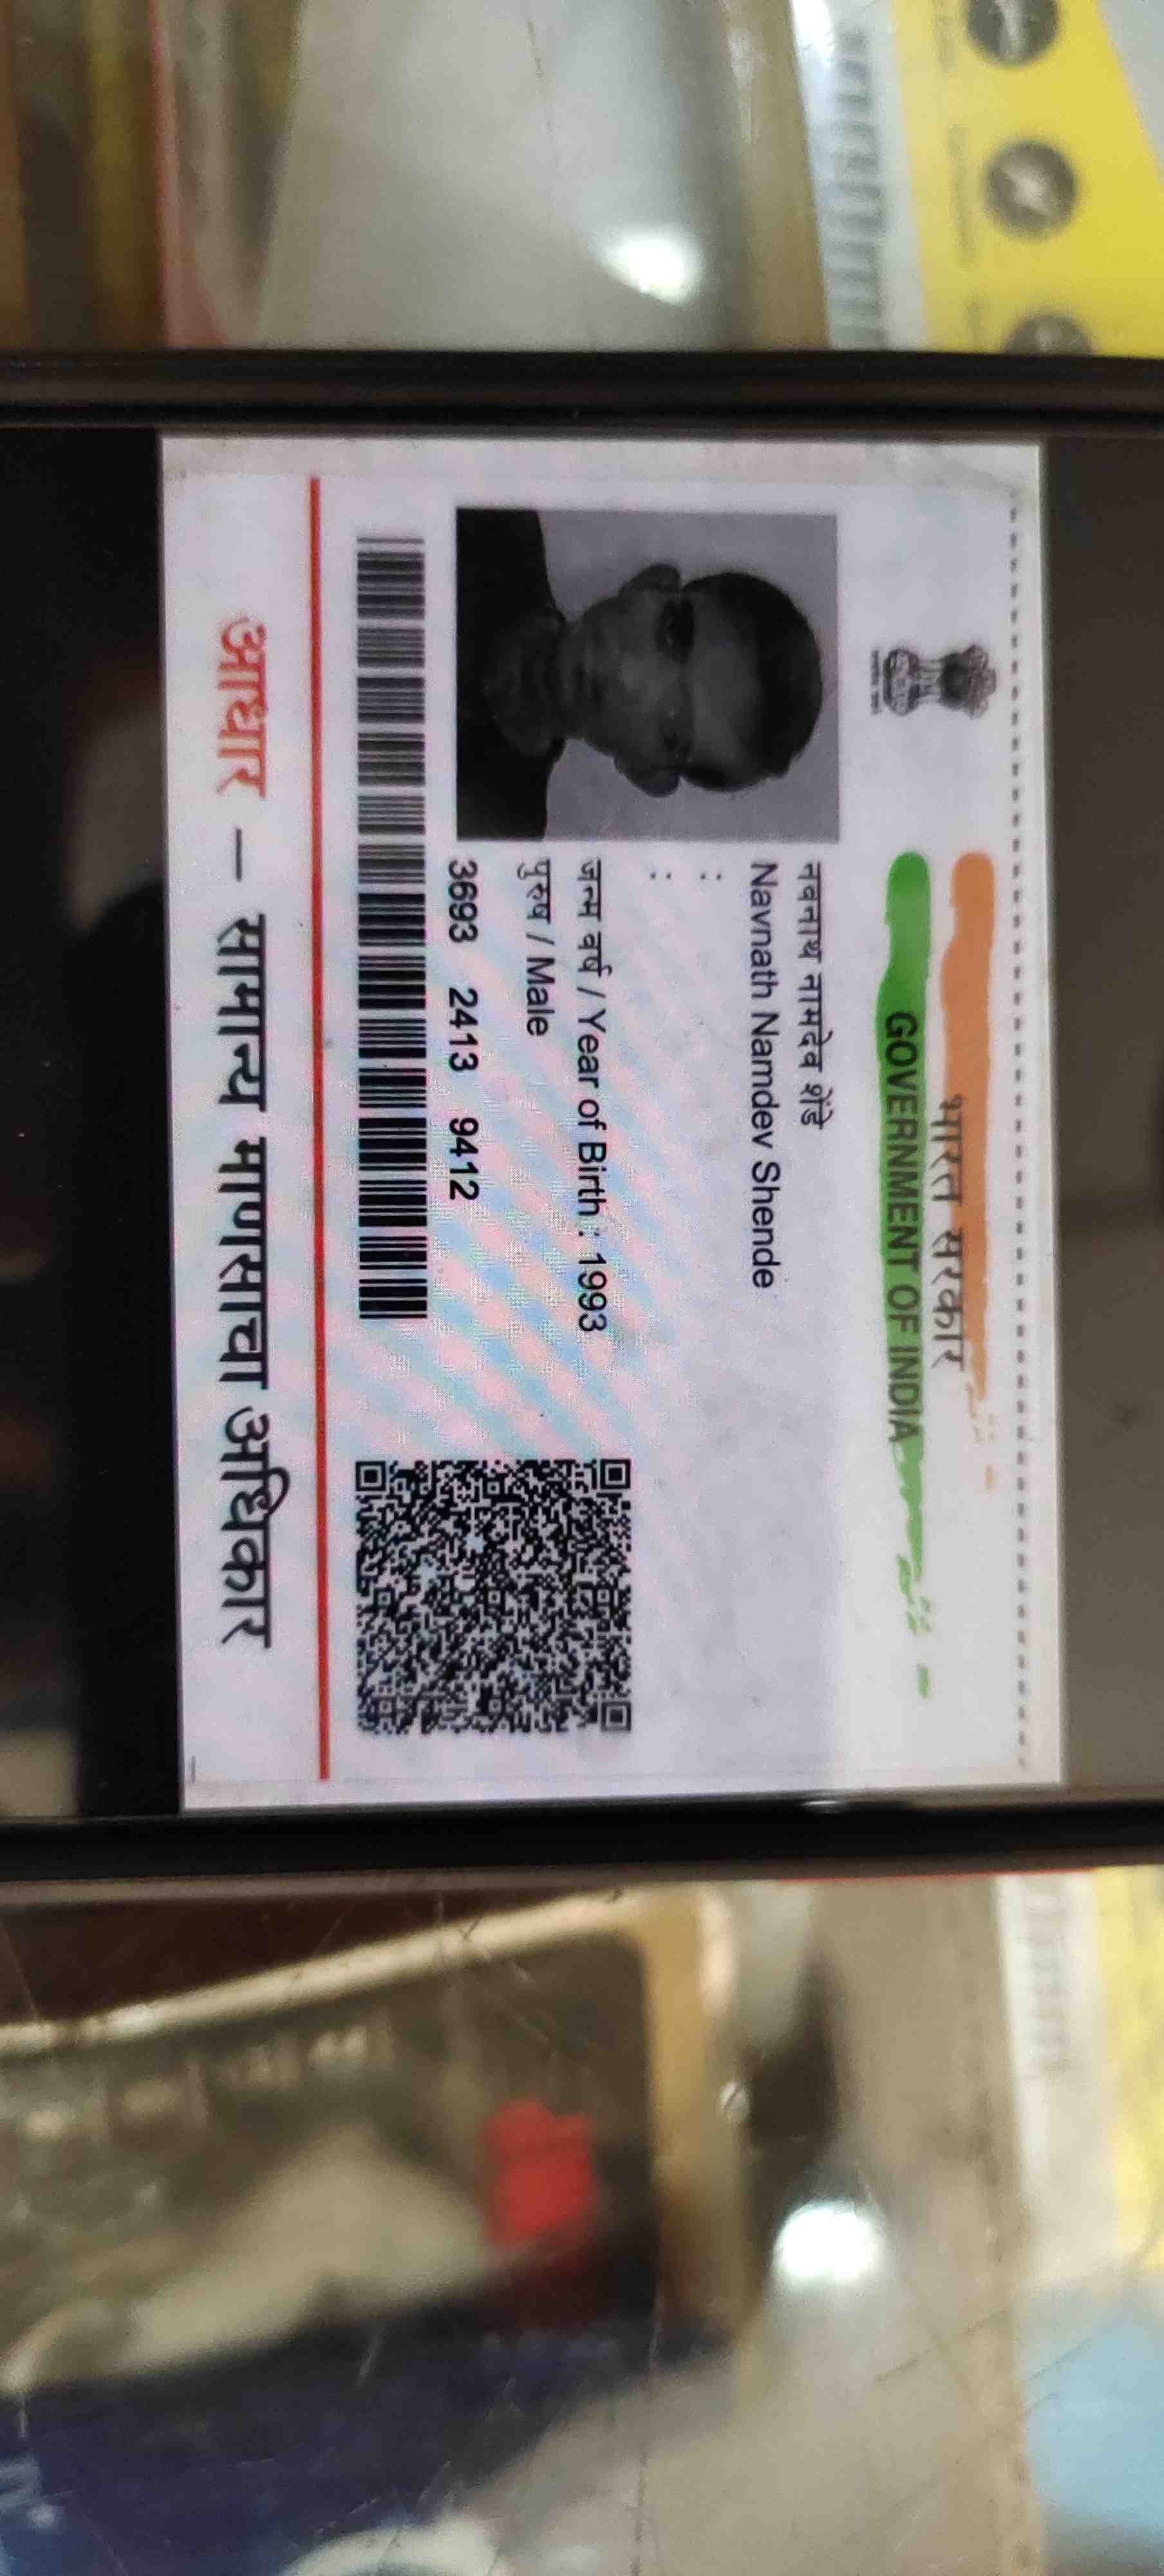 भारत सरकार
GOVERNMENT OF INDIA
नवनाथ नामदेव शेंडे
Navnath Namdev Shende
:
:
जन्म वर्ष / Year of Birth : 1993
पुरुष / Male
3693 2413 9412
आधार – सामान्य माणसाचा अधिकार